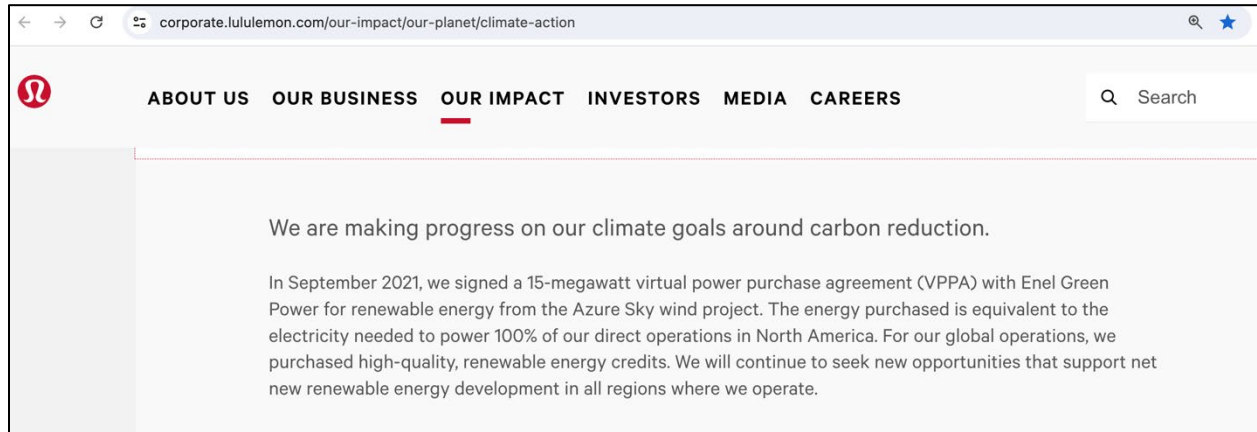 corporate.lululemon.com/our-impact/our-planet/climate-action
ABOUT US OUR BUSINESS OUR IMPACT INVESTORS MEDIA CAREERS Search
We are making progress on our climate goals around carbon reduction.
In September 2021, we signed a 15-megawatt virtual power purchase agreement (VPPA) with Enel Green
Power for renewable energy from the Azure Sky wind project. The energy purchased is equivalent to the
electricity needed to power 100% of our direct operations in North America. For our global operations, we
purchased high-quality, renewable energy credits. We will continue to seek new opportunities that support net
new renewable energy development in all regions where we operate.